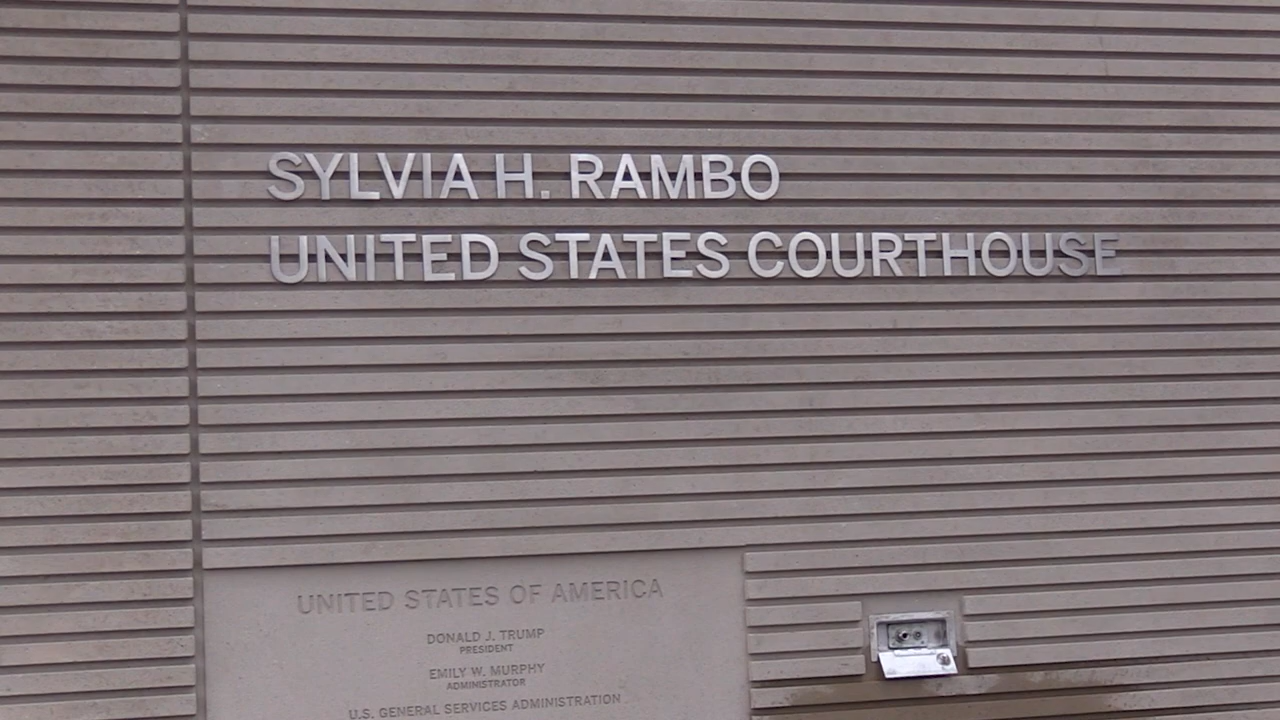 SYLVIA H. RAMBO
UNITED STATES COURTHOUSE
UNITED STATES OF AMERICA
DONALD J. TRUMP
PRESIDENT
EMILY W. MURPHY
ADMINISTRATOR
U.S. GENERAL SERVICES ADMINISTRATION